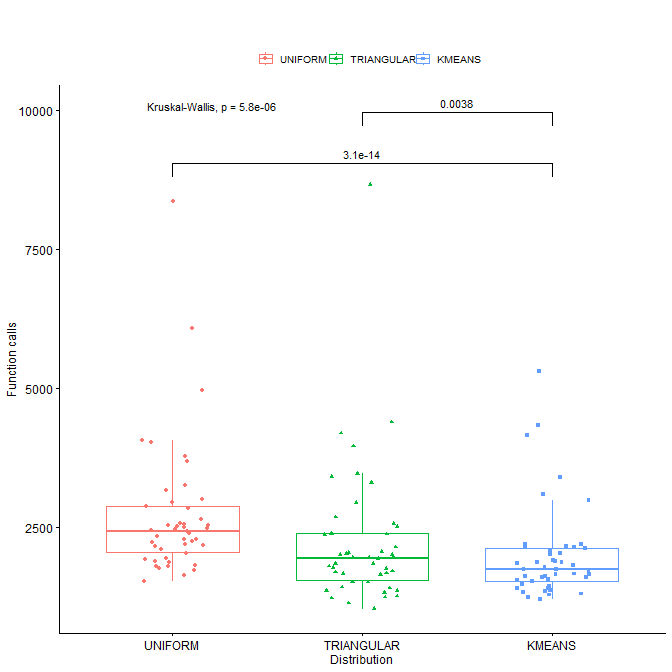 UNIFORM TRIANGULAR KMEANS
Kruskal-Wallis, p = 5.8e-06
0.0038
3.1e-14
10000
7500
5000
2500
Function calls
UNIFORM TRIANGULAR KMEANS
Distribution